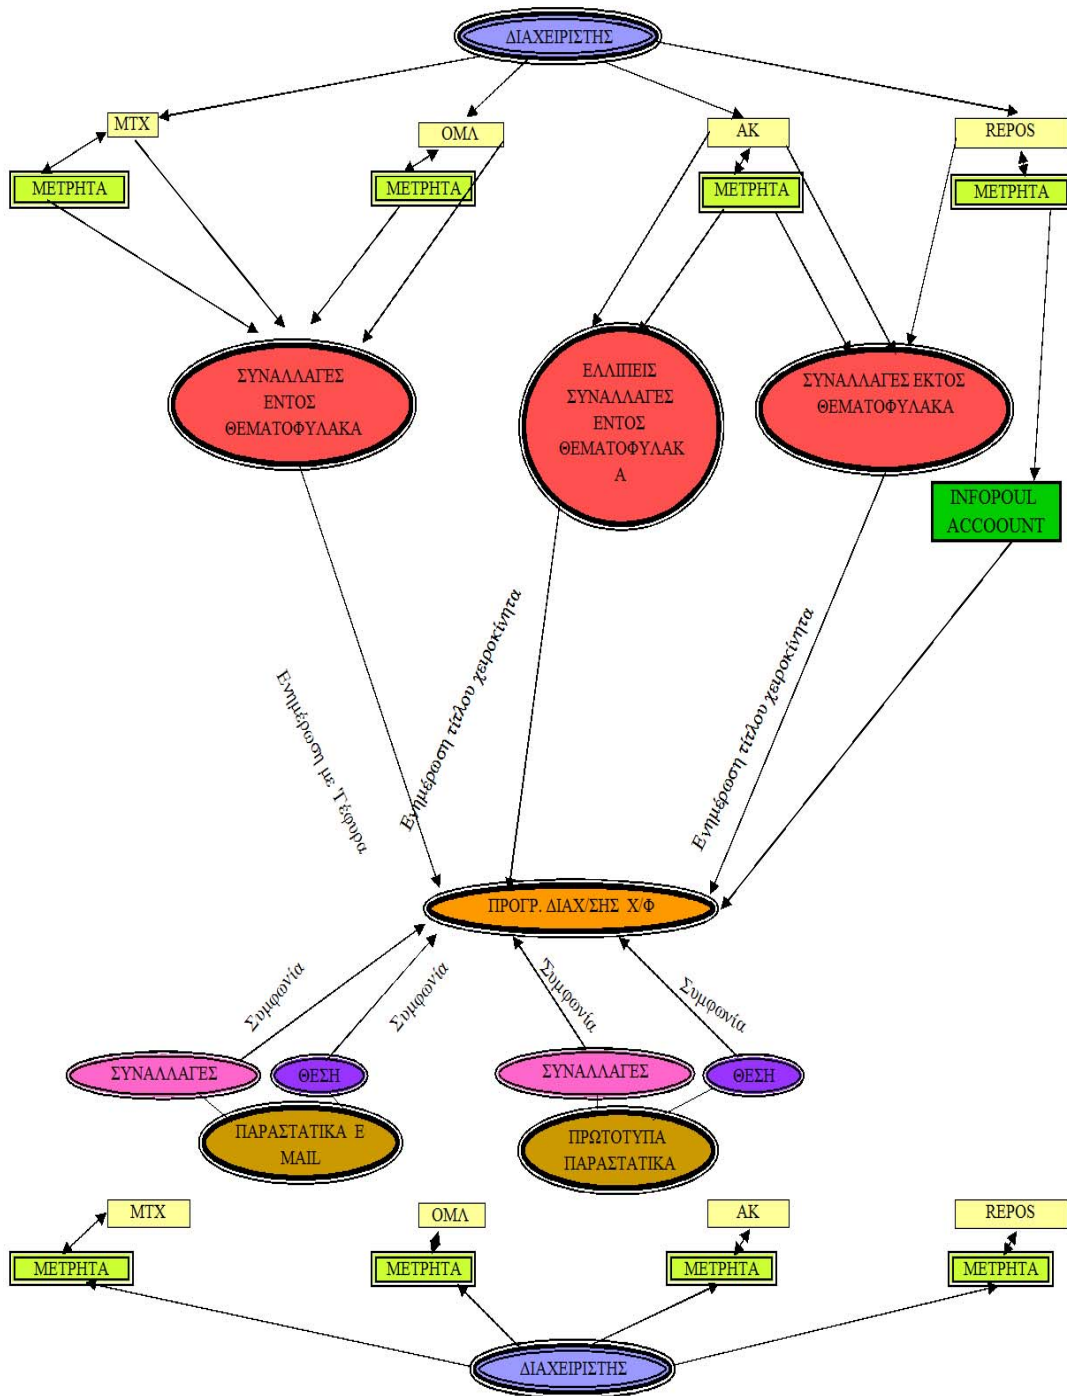 ΔΙΑΧΕΙΡΙΣΤΗΣ
ΜΤΧ
ΟΜΛ
ΑΚ
REPOS
ΜΕΤΡΗΤΑ
ΜΕΤΡΗΤΑ
ΜΕΤΡΗΤΑ
ΜΕΤΡΗΤΑ
ΣΥΝΑΛΛΑΓΕΣ
ΕΝΤΟΣ
ΘΕΜΑΤΟΦΥΛΑΚΑ
ΕΛΛΙΠΕΙΣ
ΣΥΝΑΛΛΑΓΕΣ
ΕΝΤΟΣ
ΘΕΜΑΤΟΦΥΛΑΚ
Α
ΣΥΝΑΛΛΑΓΕΣ ΕΚΤΟΣ
ΘΕΜΑΤΟΦΥΛΑΚΑ
INFOPOUL
ACCOOUNT
Ενημέρωση με Γέφυρα
Ενημέρωση τίτλου χειροκίνητα
Ενημέρωση τίτλου χειροκίνητα
ΠΡΟΓΡ. ΔΙΑΧ/ΣΗΣ Χ/Φ
Συμφωνία
Συμφωνία
Συμφωνία
Συμφωνία
ΣΥΝΑΛΛΑΓΕΣ
ΘΕΣΗ
ΣΥΝΑΛΛΑΓΕΣ
ΘΕΣΗ
ΠΑΡΑΣΤΑΤΙΚΑ E
MAIL
ΠΡΩΤΟΤΥΠΑ
ΠΑΡΑΣΤΑΤΙΚΑ
ΜΤΧ
ΟΜΛ
ΑΚ
REPOS
ΜΕΤΡΗΤΑ
ΜΕΤΡΗΤΑ
ΜΕΤΡΗΤΑ
ΜΕΤΡΗΤΑ
ΔΙΑΧΕΙΡΙΣΤΗΣ